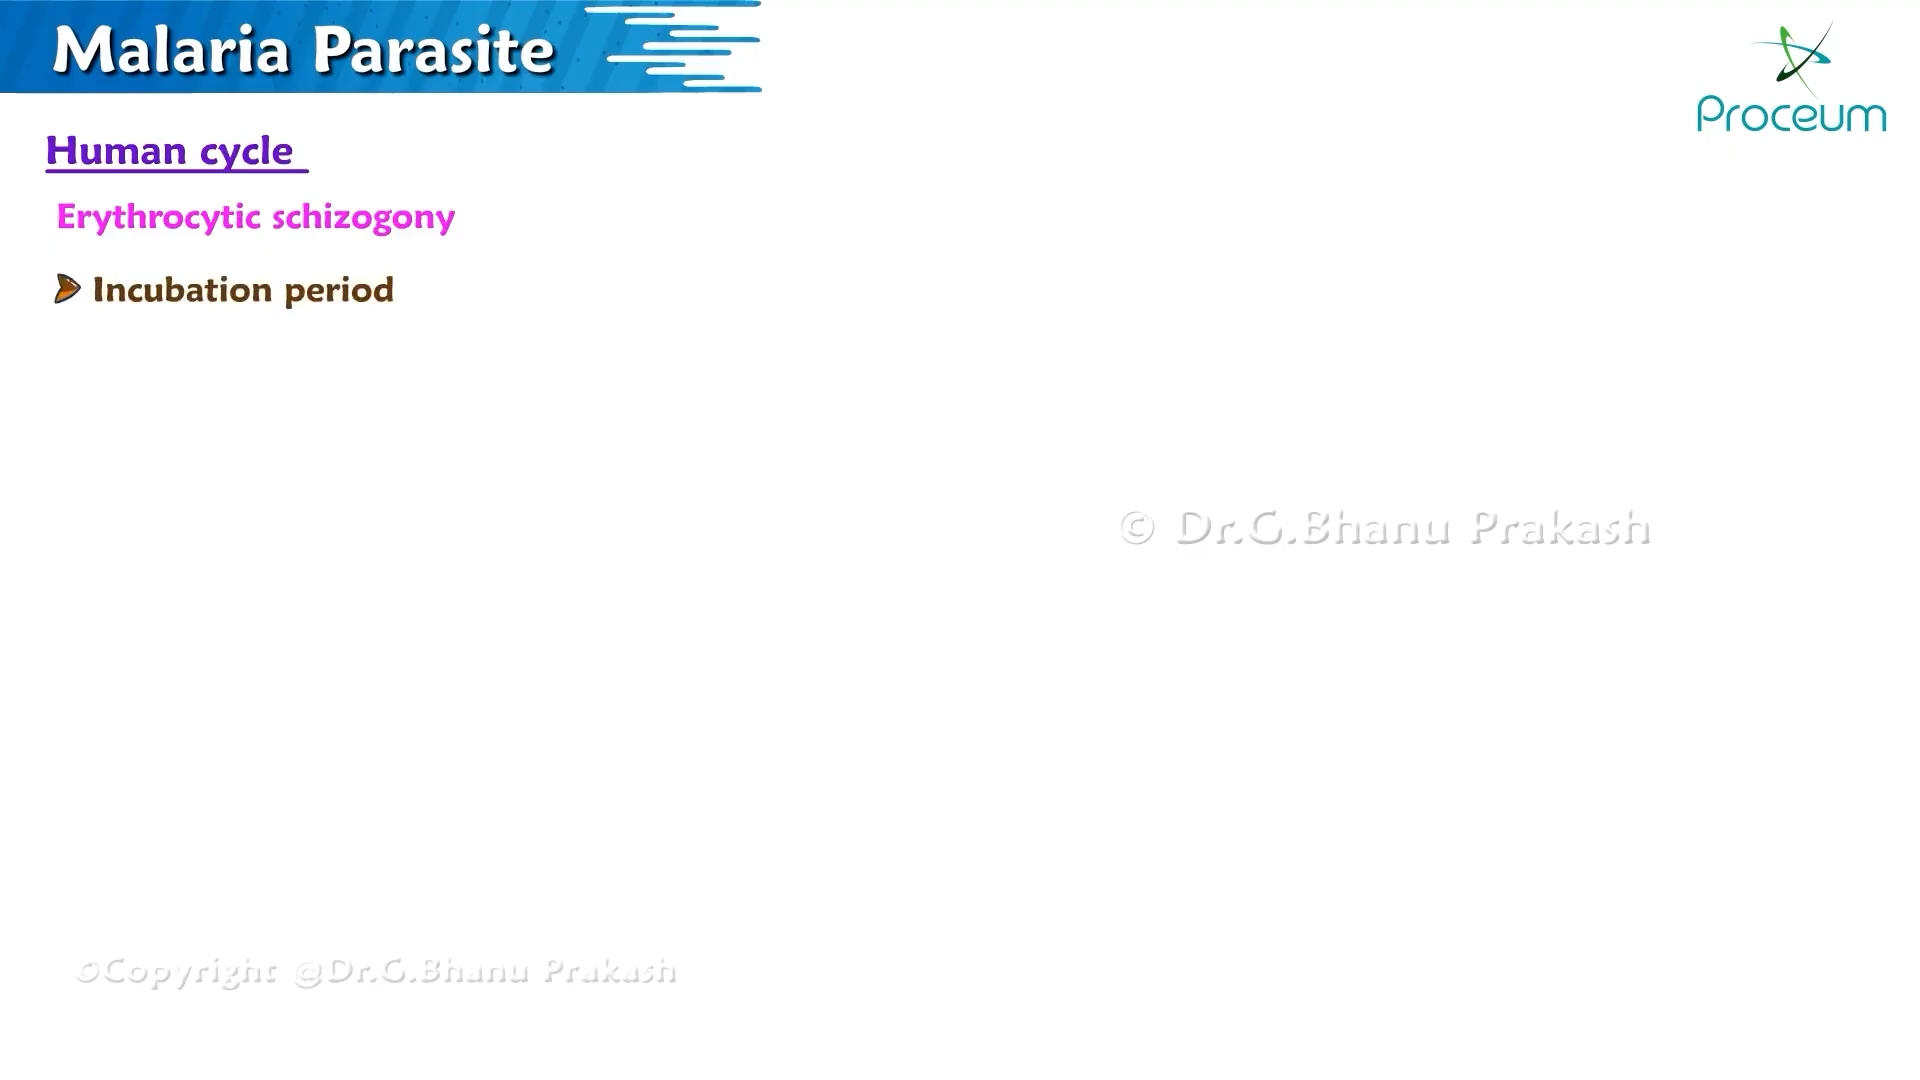 Malaria Parasite
Proceum
Human cycle
Erythrocytic schizogony
Incubation period
© Dr.G.Bhanu Prakash
©Copyright @Dr.G.Bhanu Prakash